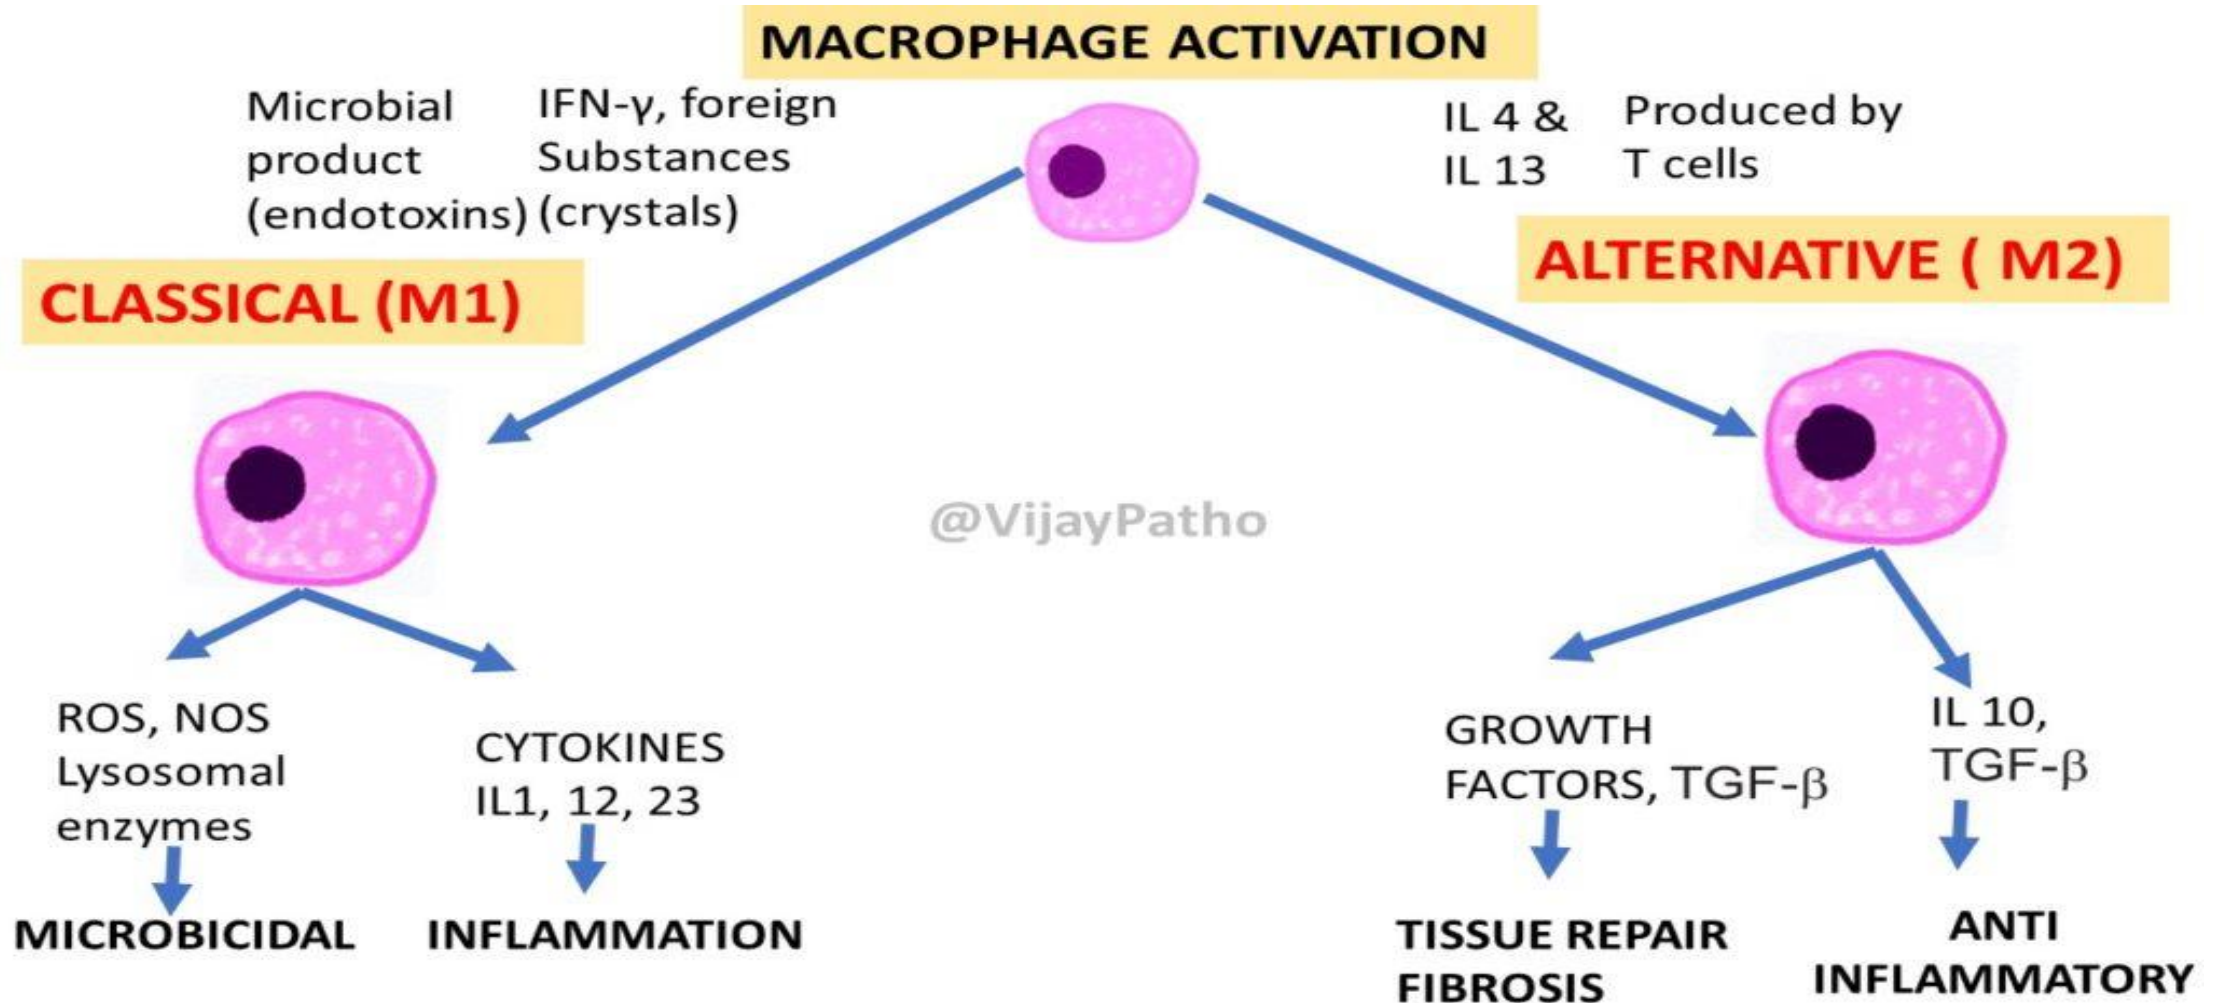 MACROPHAGE ACTIVATION
Microbial
product
(endotoxins)
IFN-γ, foreign
Substances
(crystals)
IL 4 &
IL 13
Produced by
T cells
CLASSICAL (M1)
ALTERNATIVE ( M2)
@VijayPatho
ROS, NOS
Lysosomal
enzymes
CYTOKINES
IL1, 12, 23
GROWTH
FACTORS, TGF-β
IL 10,
TGF-β
MICROBICIDAL
INFLAMMATION
TISSUE REPAIR
FIBROSIS
ANTI
INFLAMMATORY